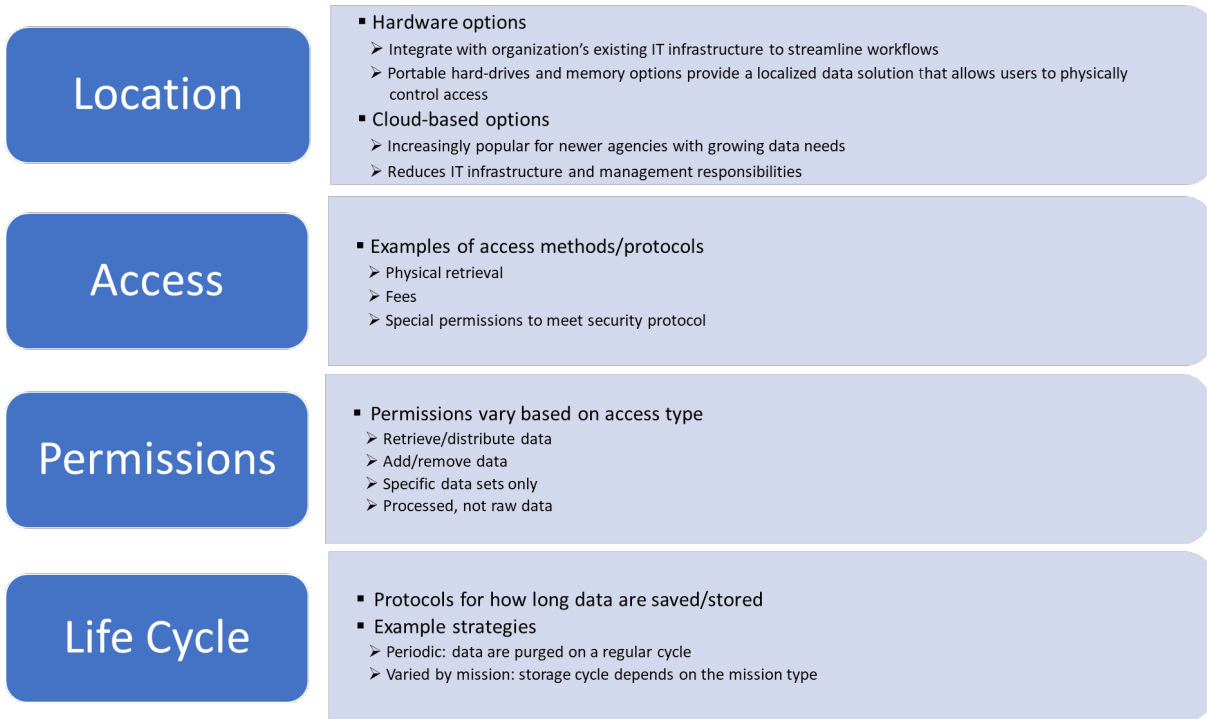 Location
▪ Hardware options
➢ Integrate with organization's existing IT infrastructure to streamline workflows
➢ Portable hard-drives and memory options provide a localized data solution that allows users to physically
control access
▪ Cloud-based options
➢ Increasingly popular for newer agencies with growing data needs
➢ Reduces IT infrastructure and management responsibilities
Access
▪ Examples of access methods/protocols
➢ Physical retrieval
➢ Fees
➢ Special permissions to meet security protocol
Permissions
▪ Permissions vary based on access type
➢ Retrieve/distribute data
➢ Add/remove data
➢ Specific data sets only
➢ Processed, not raw data
Life Cycle
▪ Protocols for how long data are saved/stored
▪ Example strategies
➢ Periodic: data are purged on a regular cycle
➢ Varied by mission: storage cycle depends on the mission type